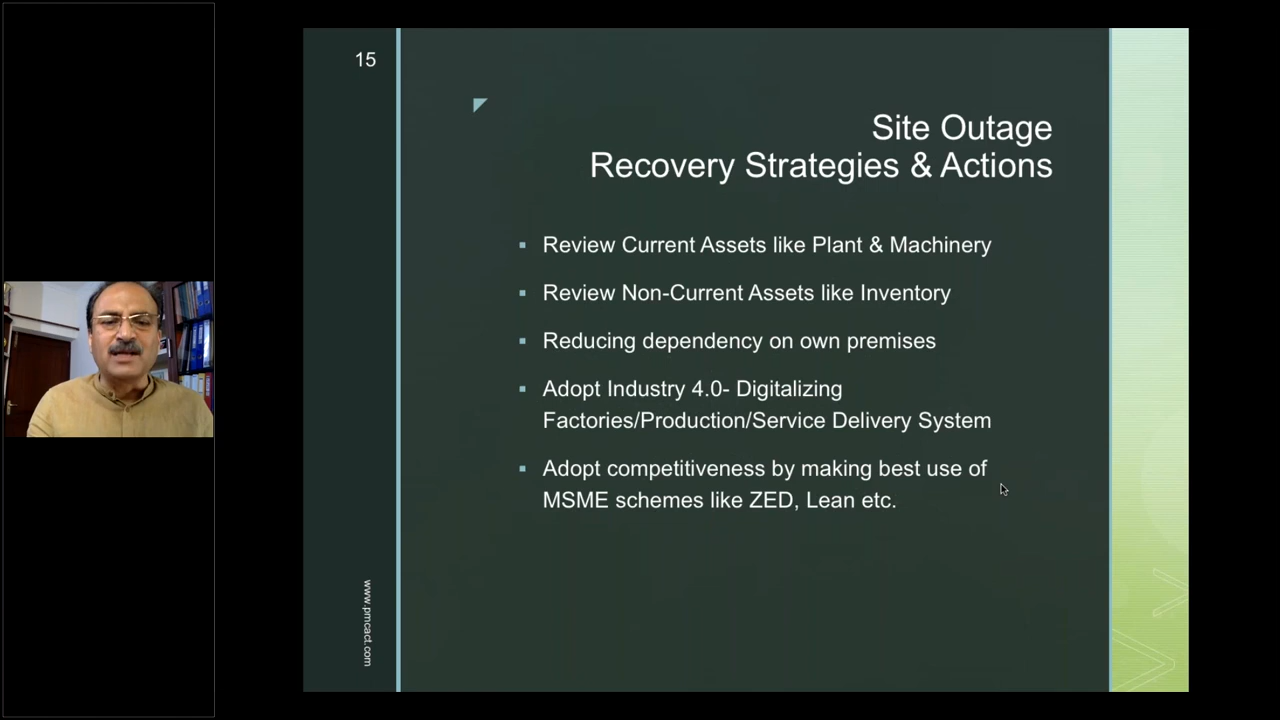 15
Site Outage
Recovery Strategies & Actions
Review Current Assets like Plant & Machinery
Review Non-Current Assets like Inventory
Reducing dependency on own premises
Adopt Industry 4.0- Digitalizing
Factories/Production/Service Delivery System
Adopt competitiveness by making best use of
MSME schemes like ZED, Lean etc.
www.pmcact.com